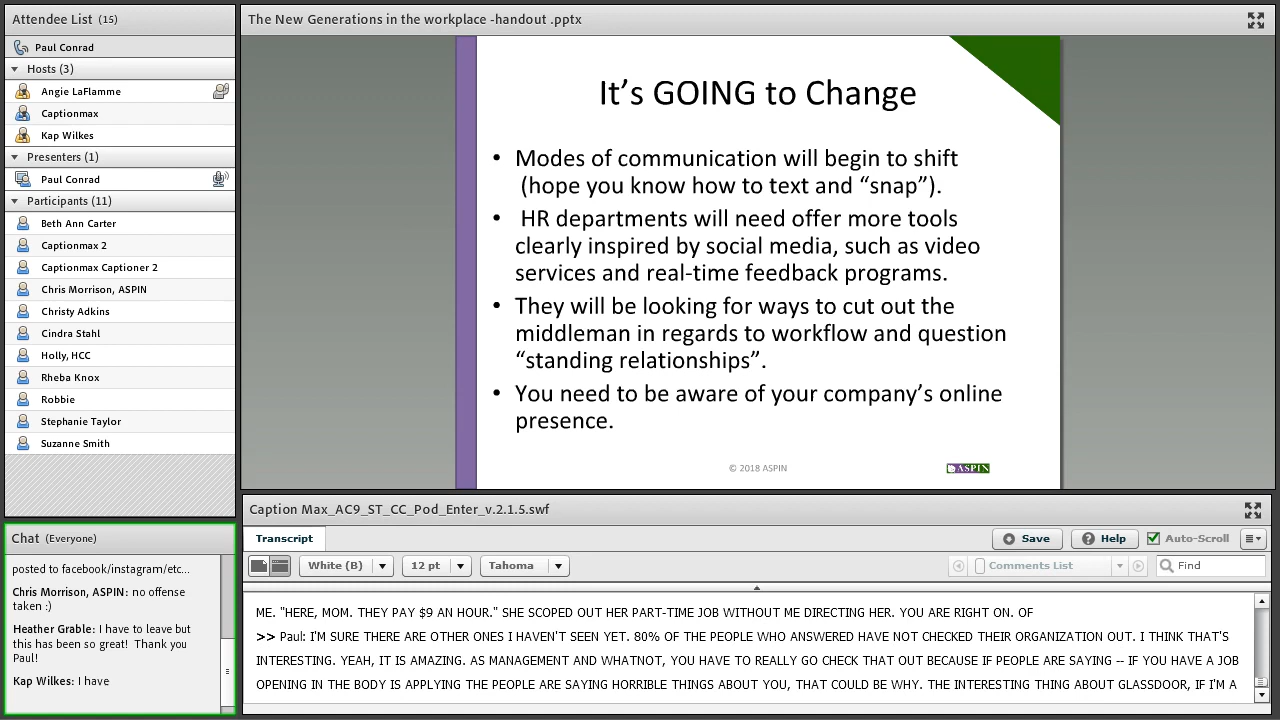 Attendee List (15)
Paul Conrad
Hosts (3)
Angie LaFlamme
Captionmax
Kap Wilkes
Presenters (1)
Paul Conrad
Participants (11)
Beth Ann Carter
Captionmax 2
Captionmax Captioner 2
Chris Morrison, ASPIN
Christy Adkins
Cindra Stahl
Holly, HCC
Rheba Knox
Robbie
Stephanie Taylor
Suzanne Smith
Chat (Everyone)
posted to facebook/instagram/etc...
Chris Morrison, ASPIN: no offense
taken :)
Heather Grable: I have to leave but
this has been so great!  Thank you
Paul!
Kap Wilkes: I have
The New Generations in the workplace -handout .pptx
It’s GOING to Change
• Modes of communication will begin to shift
(hope you know how to text and “snap”).
• HR departments will need offer more tools
clearly inspired by social media, such as video
services and real-time feedback programs.
• They will be looking for ways to cut out the
middleman in regards to workflow and question
“standing relationships”.
• You need to be aware of your company’s online
presence.
© 2018 ASPIN
ASPIN
Caption Max_AC9_ST_CC_Pod_Enter_v.2.1.5.swf
Transcript
Save
Help
Auto-Scroll
White (B)
12 pt
Tahoma
Comments List
Find
ME. "HERE, MOM. THEY PAY $9 AN HOUR." SHE SCOPED OUT HER PART-TIME JOB WITHOUT ME DIRECTING HER. YOU ARE RIGHT ON. OF
>> Paul: I'M SURE THERE ARE OTHER ONES I HAVEN'T SEEN YET. 80% OF THE PEOPLE WHO ANSWERED HAVE NOT CHECKED THEIR ORGANIZATION OUT. I THINK THAT'S
INTERESTING. YEAH, IT IS AMAZING. AS MANAGEMENT AND WHATNOT, YOU HAVE TO REALLY GO CHECK THAT OUT BECAUSE IF PEOPLE ARE SAYING -- IF YOU HAVE A JOB
OPENING IN THE BODY IS APPLYING THE PEOPLE ARE SAYING HORRIBLE THINGS ABOUT YOU, THAT COULD BE WHY. THE INTERESTING THING ABOUT GLASSDOOR, IF I'M A